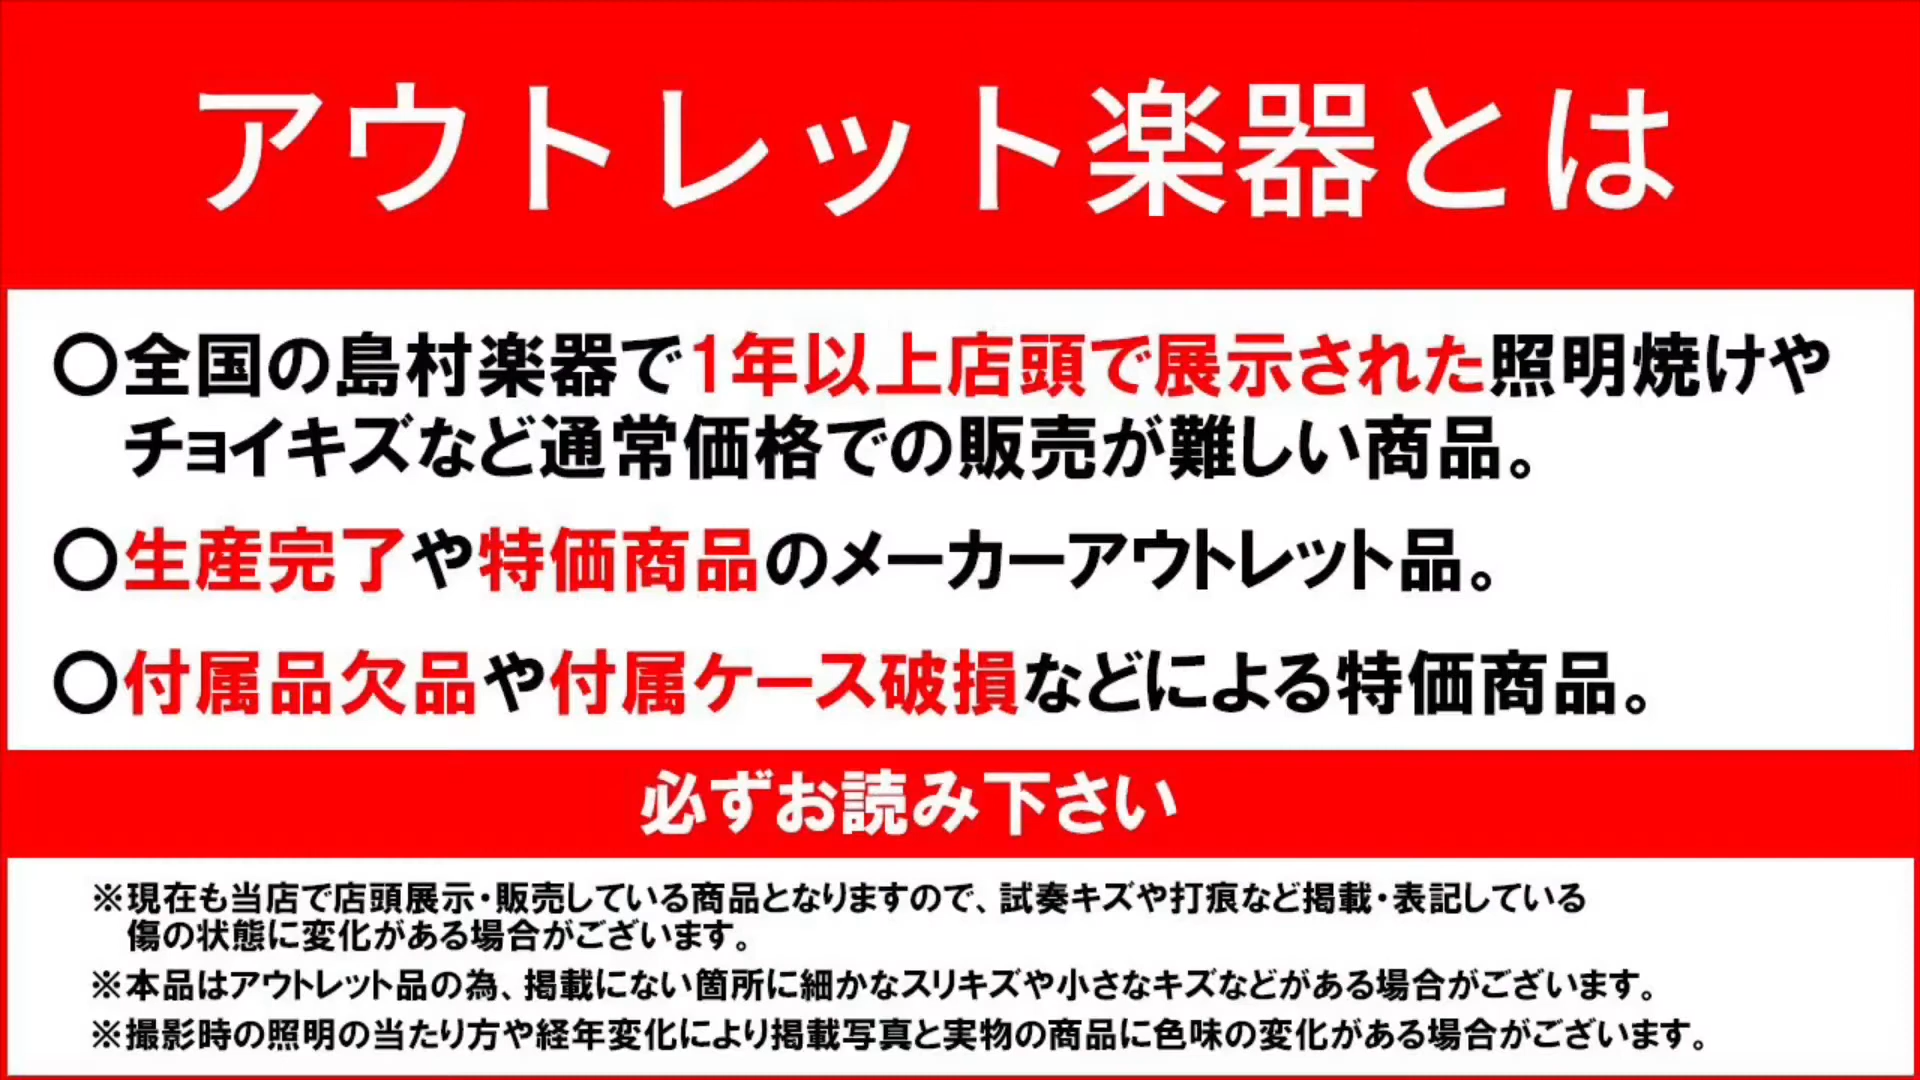 アウトレット楽器とは
〇全国の島村楽器で1年以上店頭で展示された照明焼けや
チョイキズなど通常価格での販売が難しい商品。
〇生産完了や特価商品のメーカーアウトレット品。
〇付属品欠品や付属ケース破損などによる特価商品。
必ずお読み下さい
※現在も当店で店頭展示・販売している商品となりますので、試奏キズや打痕など掲載・表記している
傷の状態に変化がある場合がございます。
※本品はアウトレット品の為、掲載にない箇所に細かなスリキズや小さなキズなどがある場合がございます。
※撮影時の照明の当たり方や経年変化により掲載写真と実物の商品に色味の変化がある場合がございます。